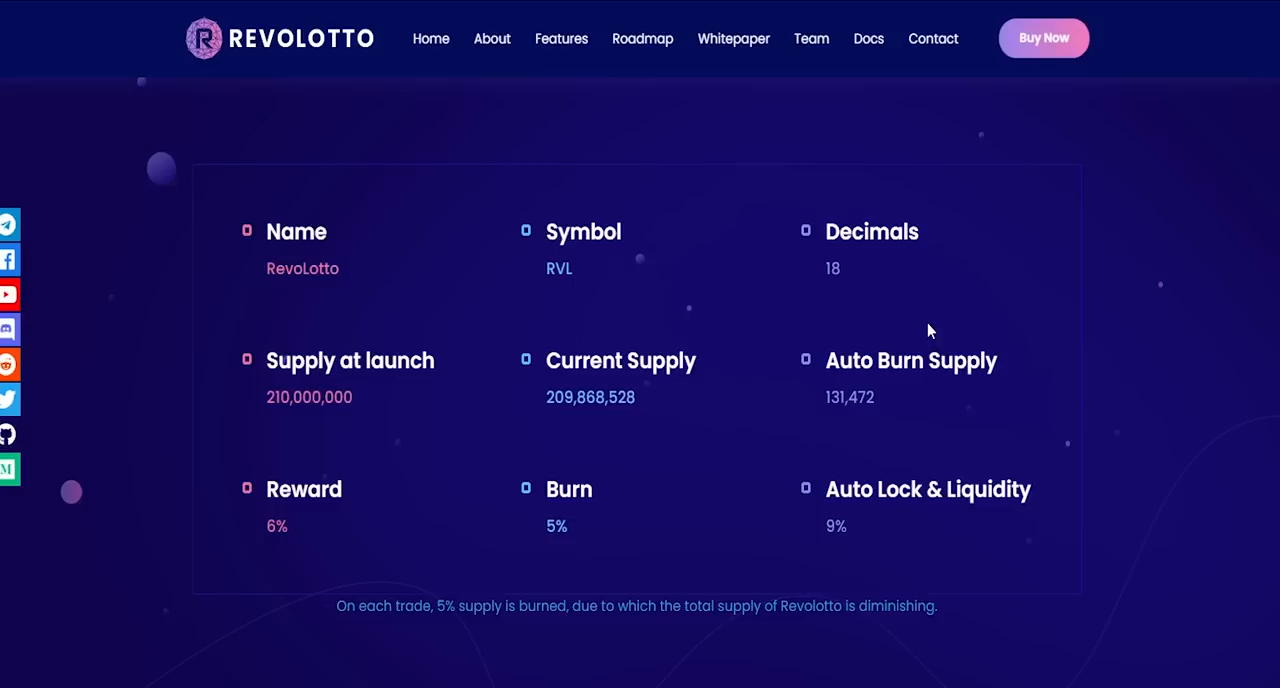 REVOLOTTO Home About Features Roadmap Whitepaper Team Docs Contact Buy Now
Name Symbol Decimals
RevoLotto RVL 18
Supply at launch Current Supply Auto Burn Supply
210,000,000 209,868,528 131,472
Reward Burn Auto Lock & Liquidity
6% 5% 9%
On each trade, 5% supply is burned, due to which the total supply of Revolotto is diminishing.